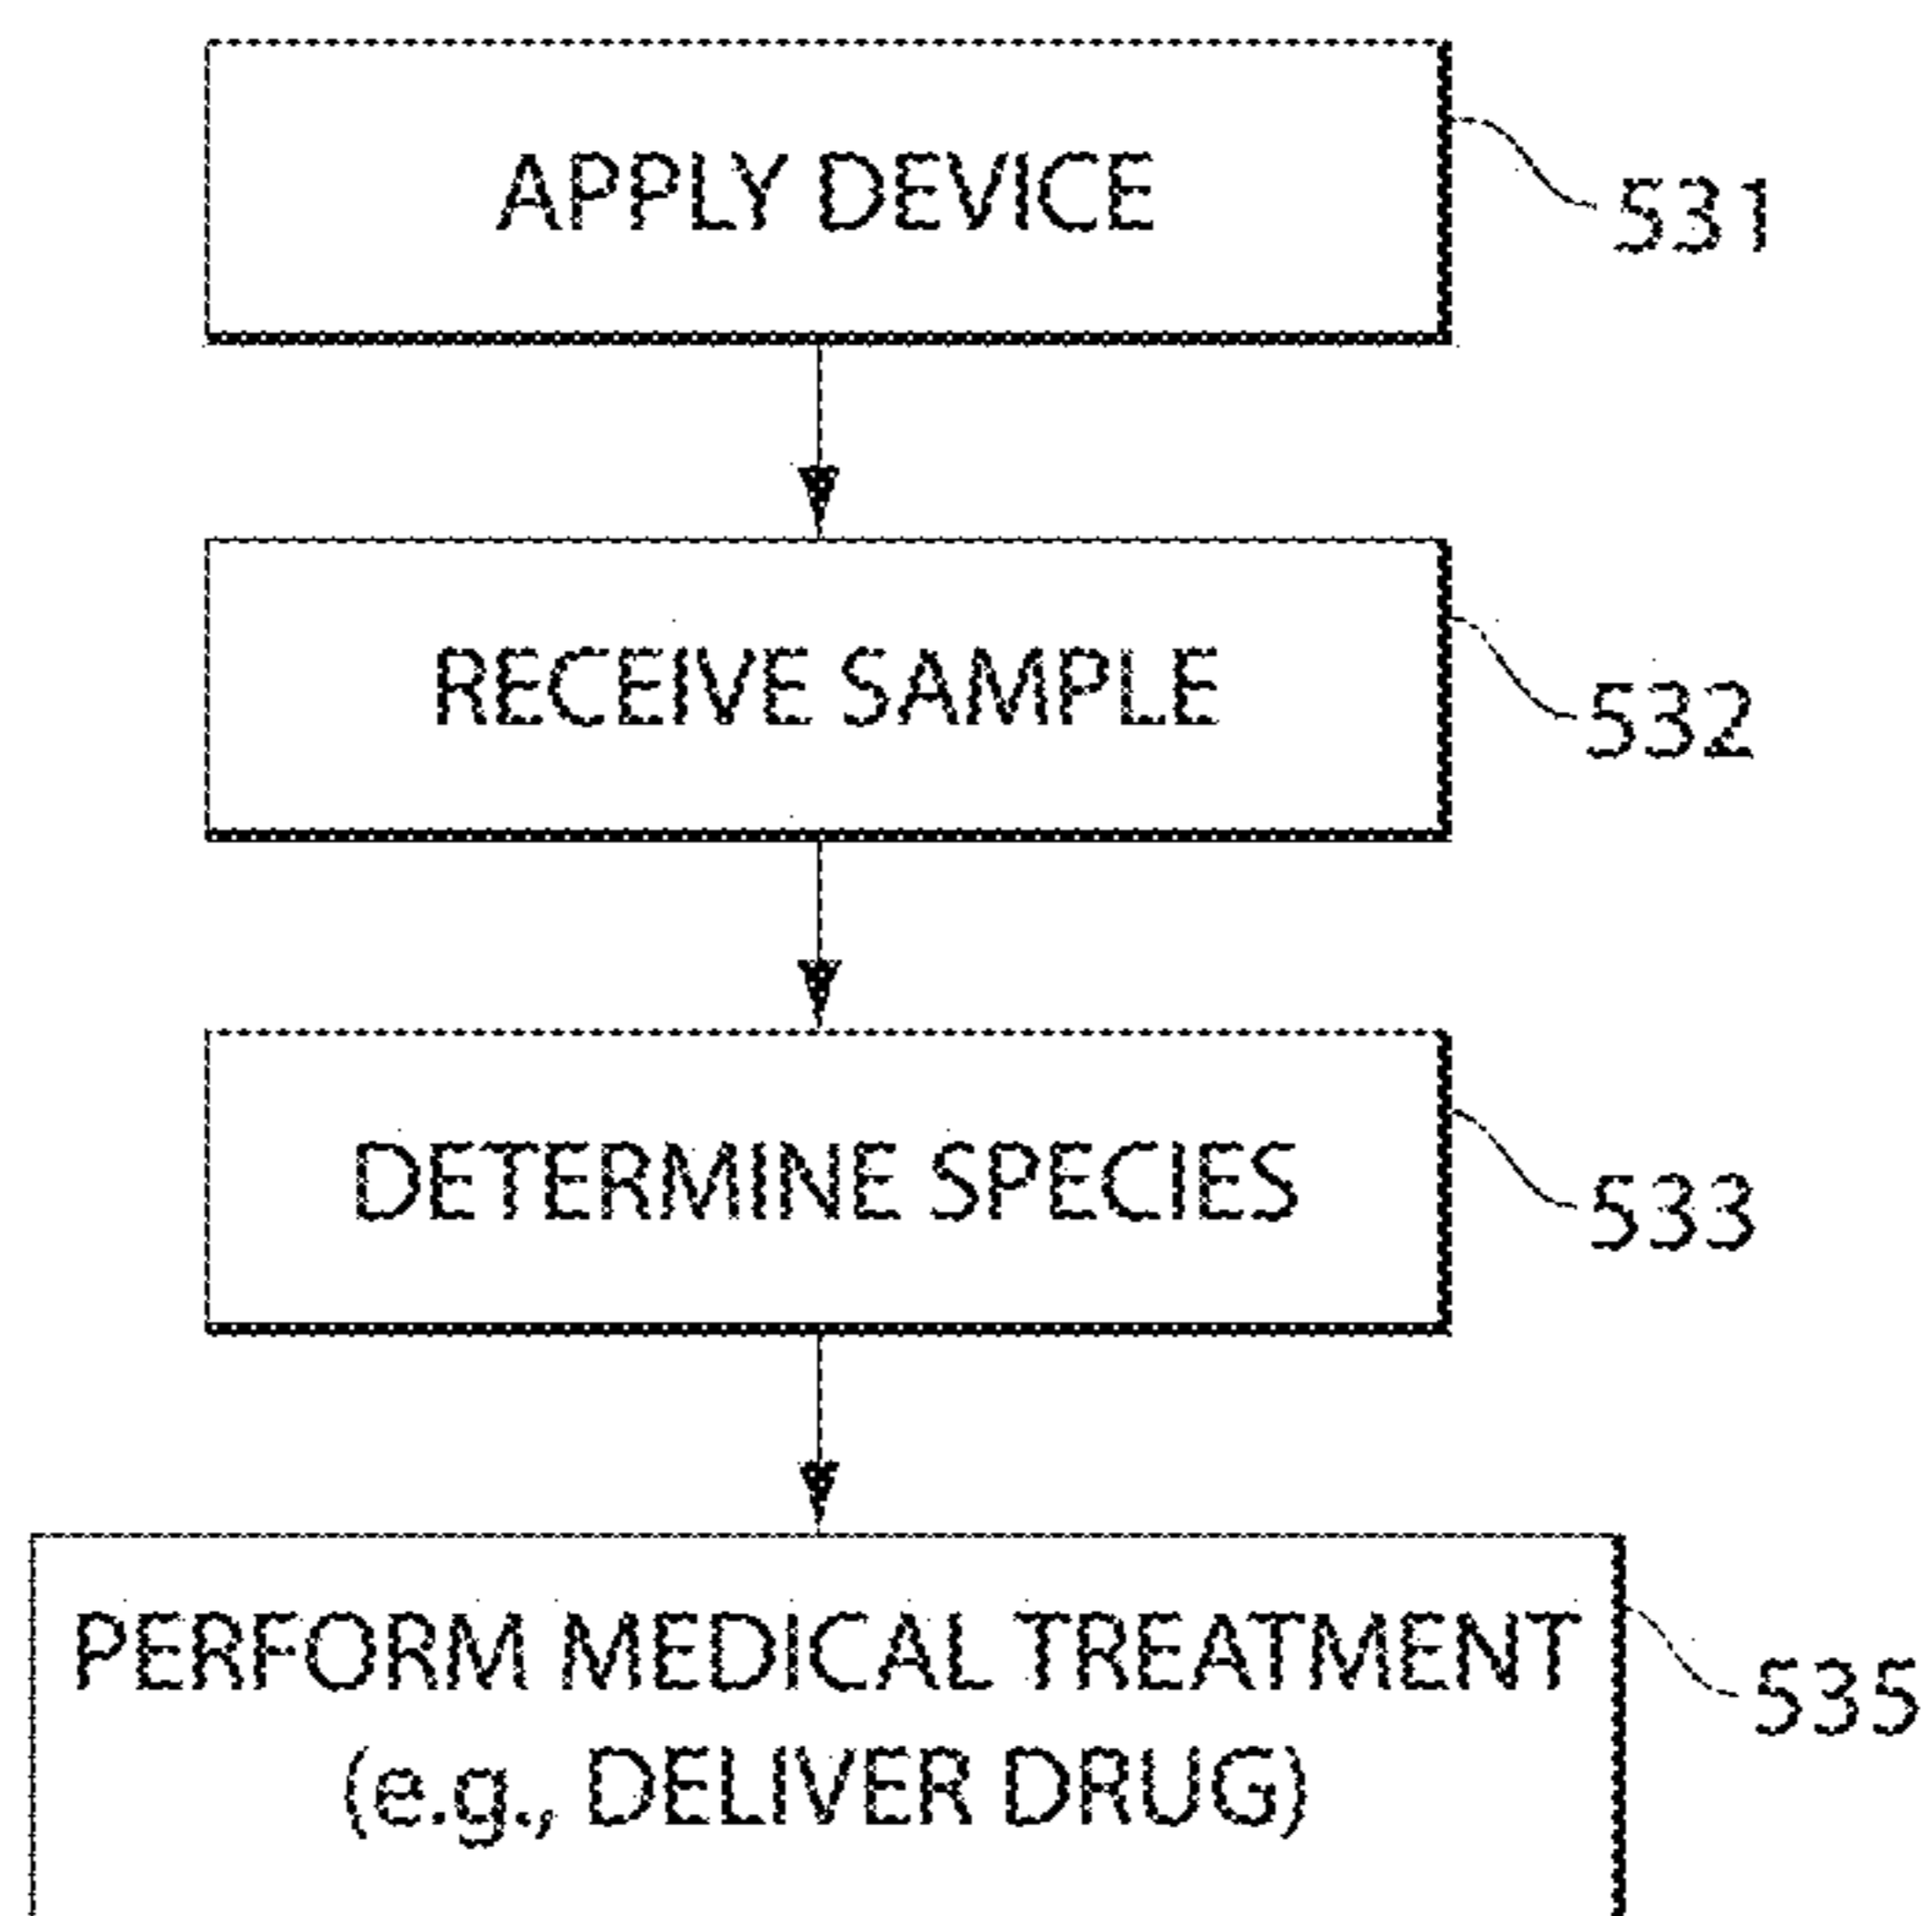 APPLY DEVICE
531
RECEIVE SAMPLE
532
DETERMINE SPECIES
533
PERFORM MEDICAL TREATMENT
535
(e.g., DELIVER DRUG)